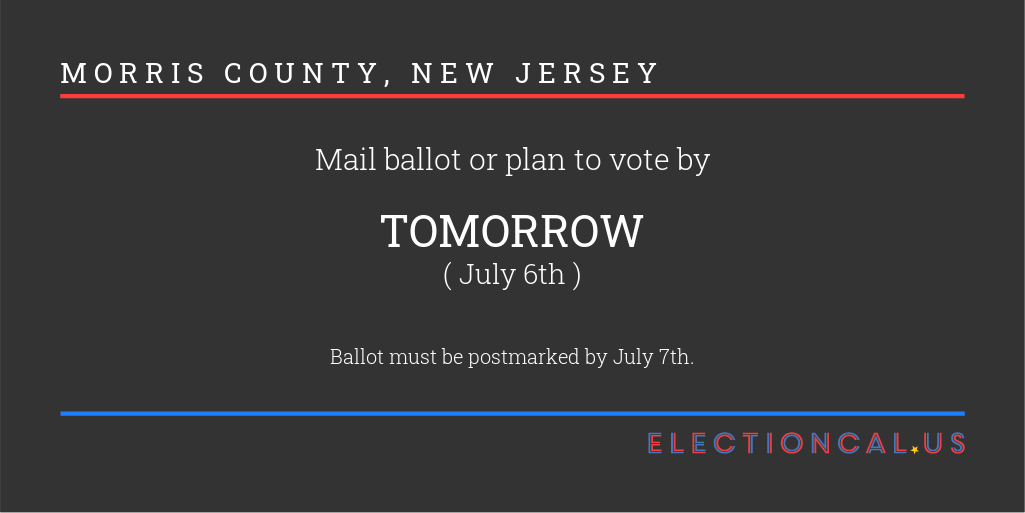 MORRIS COUNTY, NEW JERSEY
Mail ballot or plan to vote by
TOMORROW
( July 6th )
Ballot must be postmarked by July 7th.
ELECTIONCAL.US